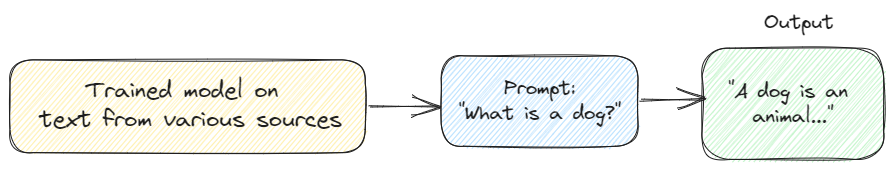 Trained model on
text from various sources
Prompt:
"What is a dog?"
Output
"A dog is an
animal..."